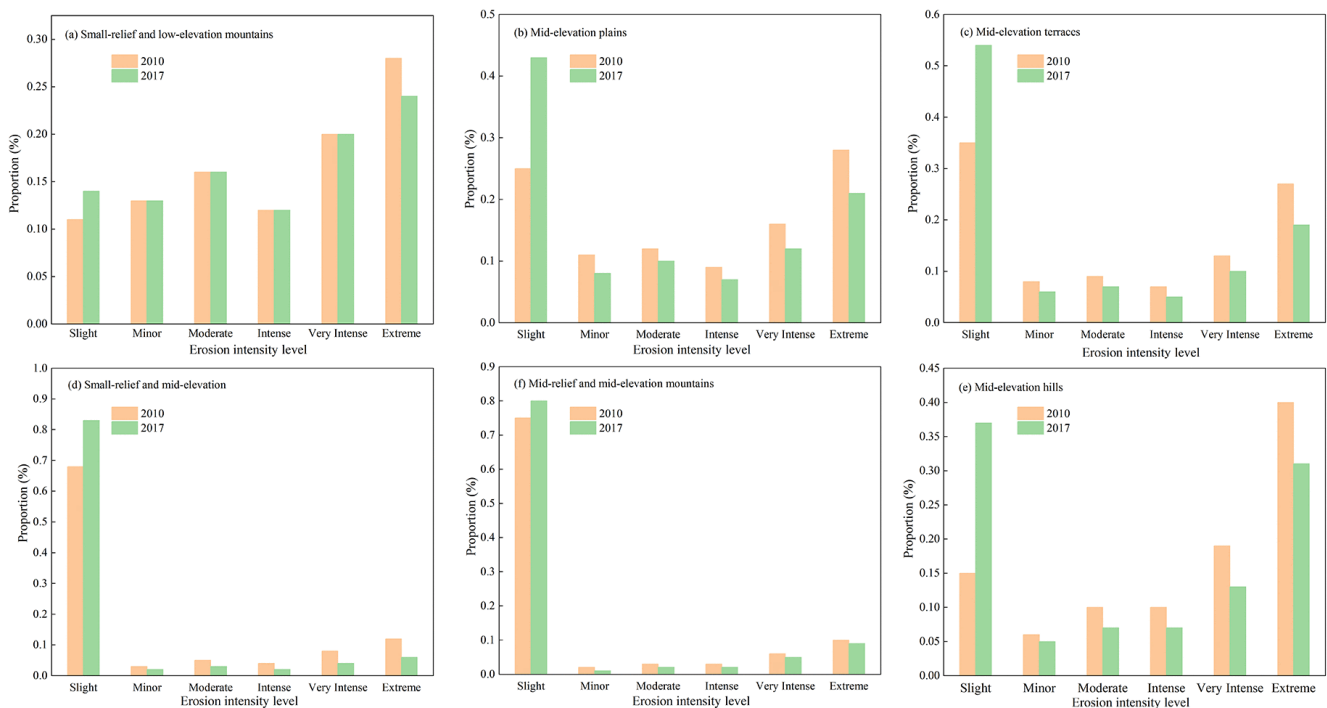 (a) Small-relief and low-elevation mountains
2010
2017
Proportion (%)
0.30
0.25
0.20
0.15
0.10
0.05
0.00
Slight Minor Moderate Intense Very Intense Extreme
Erosion intensity level
(b) Mid-elevation plains
2010
2017
Proportion (%)
0.5
0.4
0.3
0.2
0.1
0.0
Slight Minor Moderate Intense Very Intense Extreme
Erosion intensity level
(c) Mid-elevation terraces
2010
2017
Proportion (%)
0.6
0.5
0.4
0.3
0.2
0.1
0.0
Slight Minor Moderate Intense Very Intense Extreme
Erosion intensity level
(d) Small-relief and mid-elevation
2010
2017
Proportion (%)
1.0
0.9
0.8
0.7
0.6
0.5
0.4
0.3
0.2
0.1
0.0
Slight Minor Moderate Intense Very Intense Extreme
Erosion intensity level
(f) Mid-relief and mid-elevation mountains
2010
2017
Proportion (%)
0.9
0.8
0.7
0.6
0.5
0.4
0.3
0.2
0.1
0.0
Slight Minor Moderate Intense Very Intense Extreme
Erosion intensity level
(e) Mid-elevation hills
2010
2017
Proportion (%)
0.45
0.40
0.35
0.30
0.25
0.20
0.15
0.10
0.05
0.00
Slight Minor Moderate Intense Very Intense Extreme
Erosion intensity level